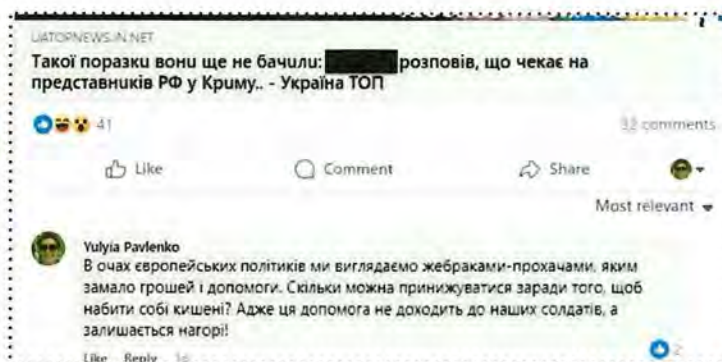 UATOPNEWS.IN.NET
Такої поразки вони ще не бачили: розповів, що чекає на
представників РФ у Криму.. - Україна ТОП
41
32 comments
Like Comment Share
Most relevant
Yulyia Pavlenko
В очах європейських політиків ми виглядаємо жебраками-прохачами, яким
замало грошей і допомоги. Скільки можна принижуватися заради того, щоб
набити собі кишені? Адже ця допомога не доходить до наших солдатів, а
залишається нагорі!
Like Reply
2